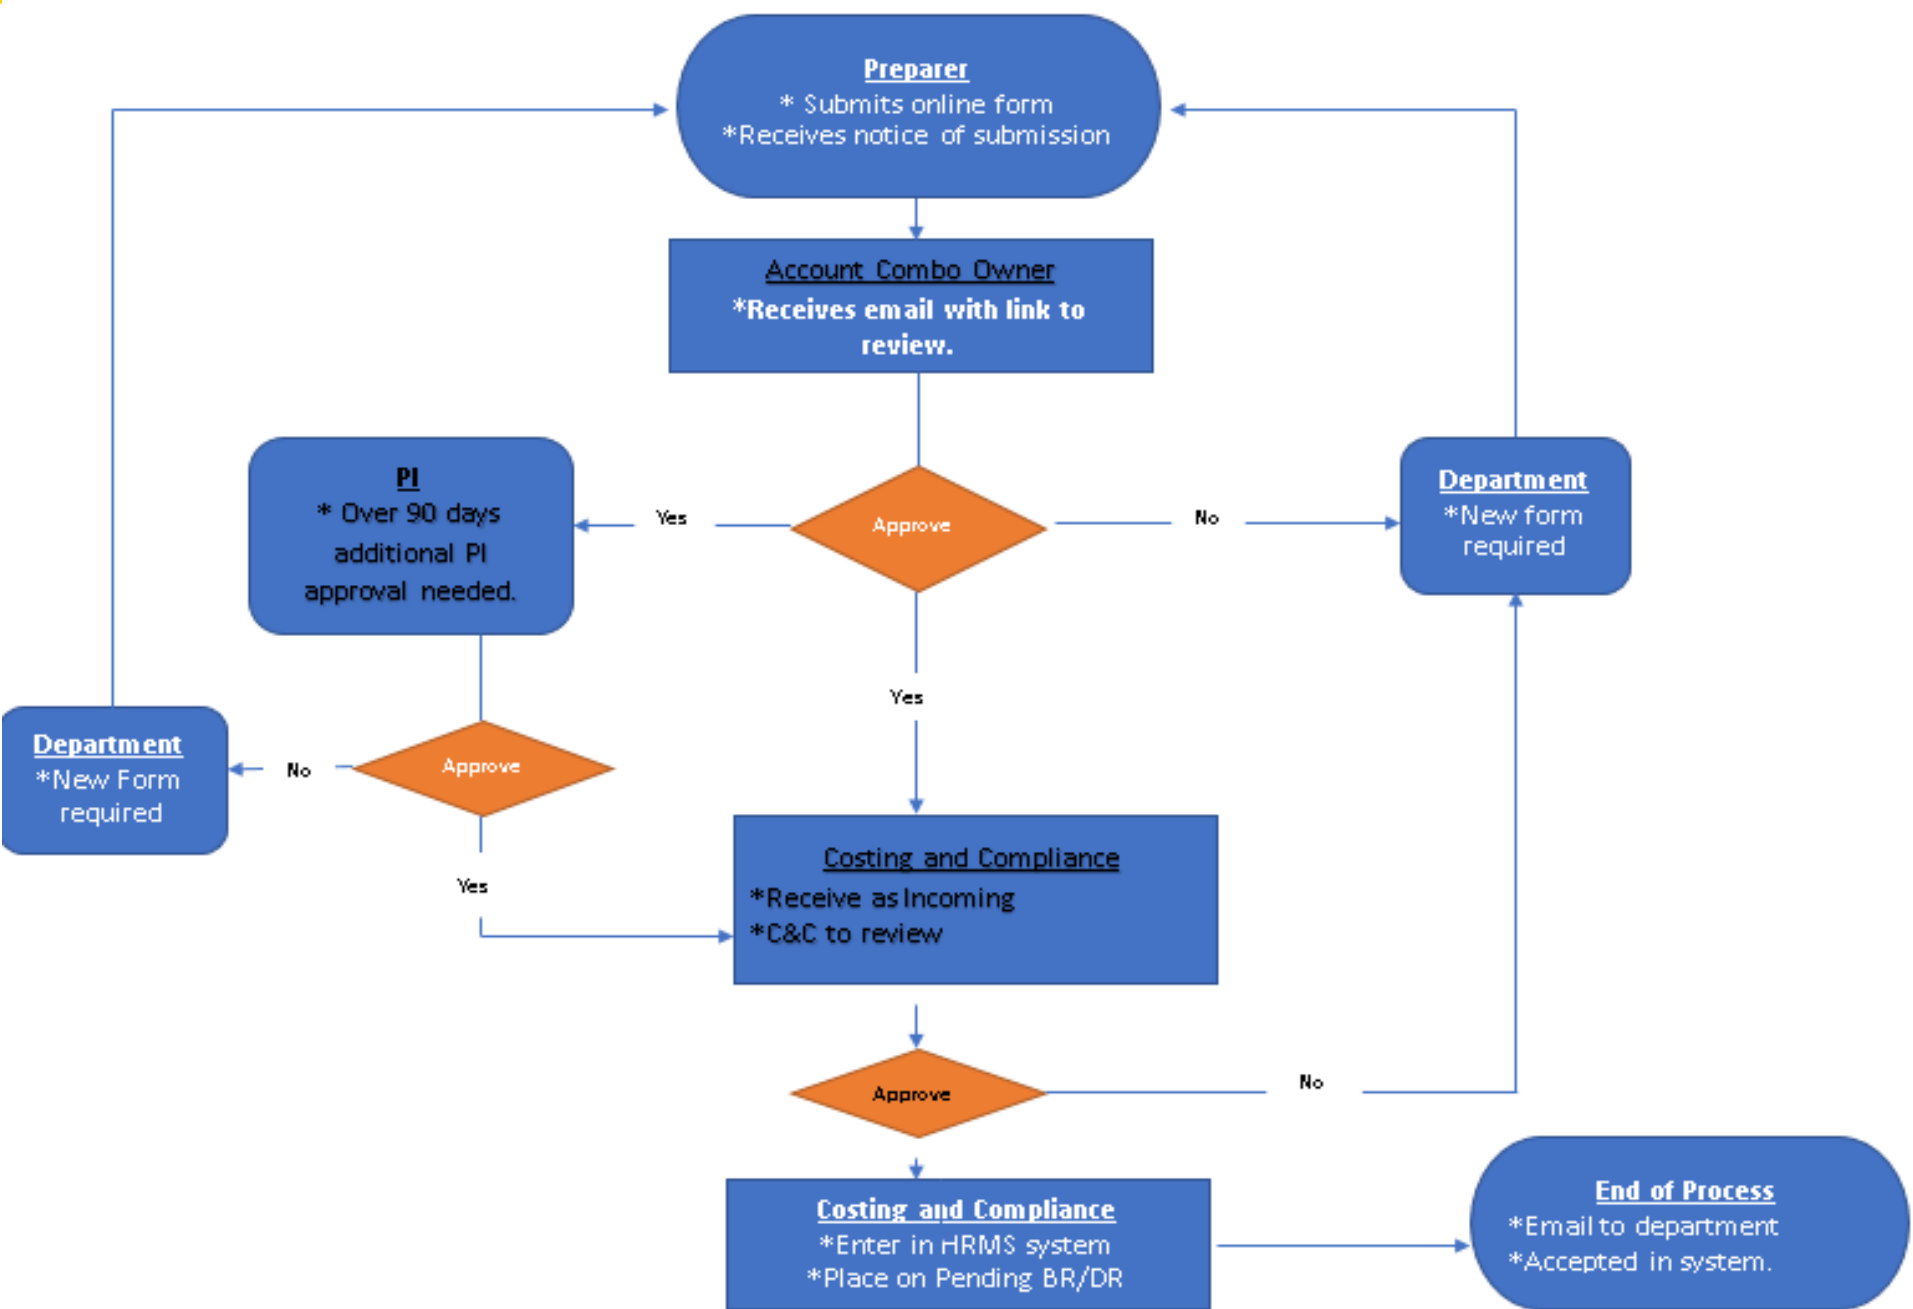 Preparer
* Submits online form
*Receives notice of submission
Account Combo Owner
*Receives email with link to
review.
PI
* Over 90 days
additional PI
approval needed.
Yes
Approve
No
Department
*New form
required
Yes
Department
*New Form
required
No
Approve
Yes
Costing and Compliance
*Receive as Incoming
*C&C to review
Approve
No
Costing and Compliance
*Enter in HRMS system
*Place on Pending BR/DR
End of Process
*Email to department
*Accepted in system.